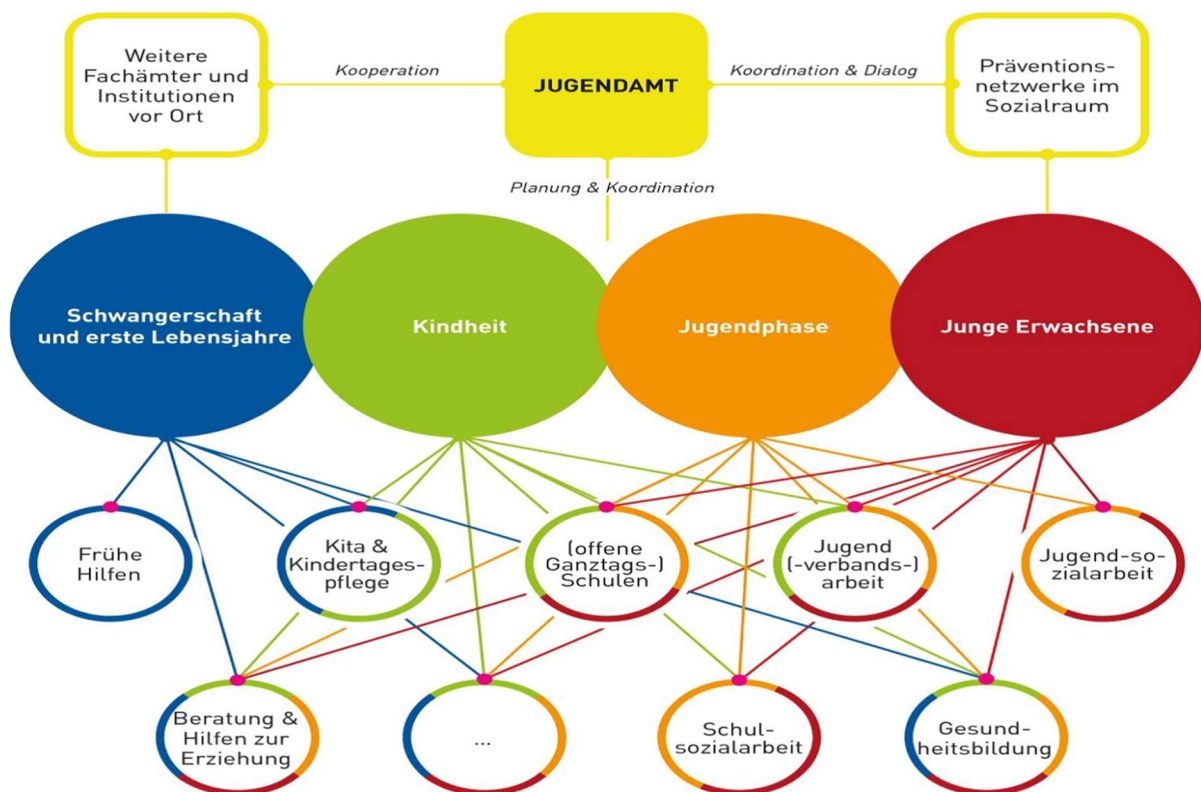 Weitere
Fachämter und
Institutionen
vor Ort
Kooperation
JUGENDAMT
Koordination & Dialog
Präventions-
netzwerke im
Sozialraum
Planung & Koordination
Schwangerschaft
und erste Lebensjahre
Kindheit
Jugendphase
Junge Erwachsene
Frühe
Hilfen
Kita &
Kindertages-
pflege
(offene
Ganztags-)
Schulen
Jugend
(-verbands-)
arbeit
Jugend-so-
zialarbeit
Beratung &
Hilfen zur
Erziehung
...
Schul-
sozialarbeit
Gesund-
heitsbildung